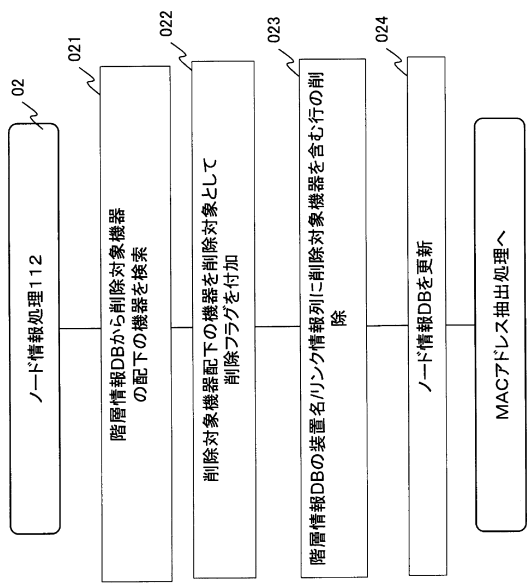 02
ノード情報処理112
021
階層情報DBから削除対象機器
の配下の機器を検索
022
削除対象機器配下の機器を削除対象として
削除フラグを付加
023
階層情報DBの装置名/リンク情報列に削除対象機器を含む行の削
除
024
ノード情報DBを更新
MACアドレス抽出処理へ